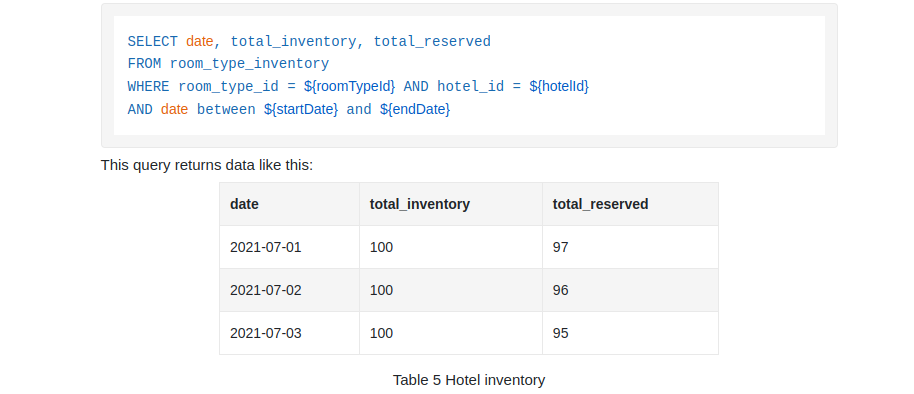 SELECT date, total_inventory, total_reserved
FROM room_type_inventory
WHERE room_type_id = ${roomTypeId} AND hotel_id = ${hotelId}
AND date between ${startDate} and ${endDate}
This query returns data like this:
date total_inventory total_reserved
2021-07-01 100 97
2021-07-02 100 96
2021-07-03 100 95
Table 5 Hotel inventory